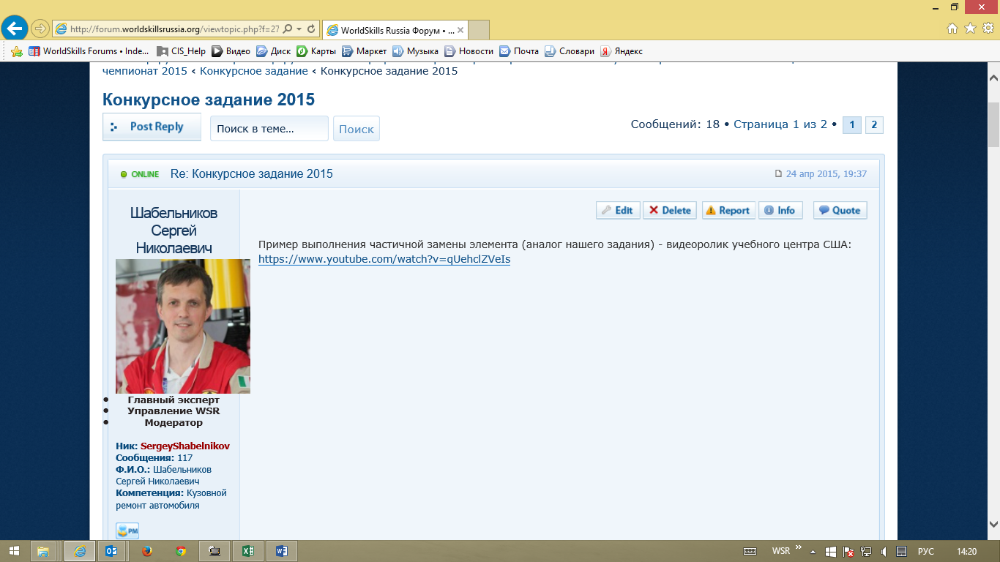 http://forum.worldskillsrussia.org/viewtopic.php?f=27
WorldSkills Russia Форум • ...
WorldSkills Forums • Inde... CIS_Help Видео Диск Карты Маркет Музыка Новости Почта Словари Яндекс
чемпионат 2015 ‹ Конкурсное задание ‹ Конкурсное задание 2015
Конкурсное задание 2015
Post Reply Поиск в теме... Поиск Сообщений: 18 • Страница 1 из 2 • 1 2
ONLINE Re: Конкурсное задание 2015 24 апр 2015, 19:37
Шабельников
Сергей
Николаевич
Edit Delete Report Info Quote
Пример выполнения частичной замены элемента (аналог нашего задания) - видеоролик учебного центра США:
https://www.youtube.com/watch?v=qUehclZVeIs
Главный эксперт
Управление WSR
Модератор
Ник: SergeyShabelnikov
Сообщения: 117
Ф.И.О.: Шабельников
Сергей Николаевич
Компетенция: Кузовной
ремонт автомобиля
PM
WSR РУС 14:20